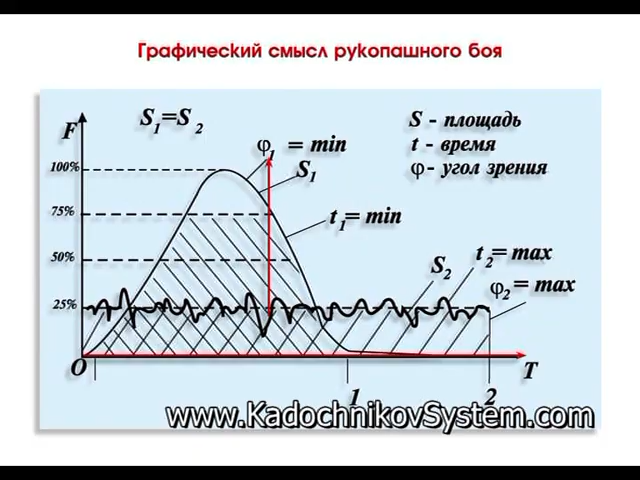 Графический смысл рукопашного боя
F
S₁=S ₂
S - площадь
t - время
φ- угол зрения
φ₁ = min
S₁
100%
75%
t₁= min
50%
S₂
t₂= max
φ₂= max
25%
O
T
1
2
www.KadochnikovSystem.com